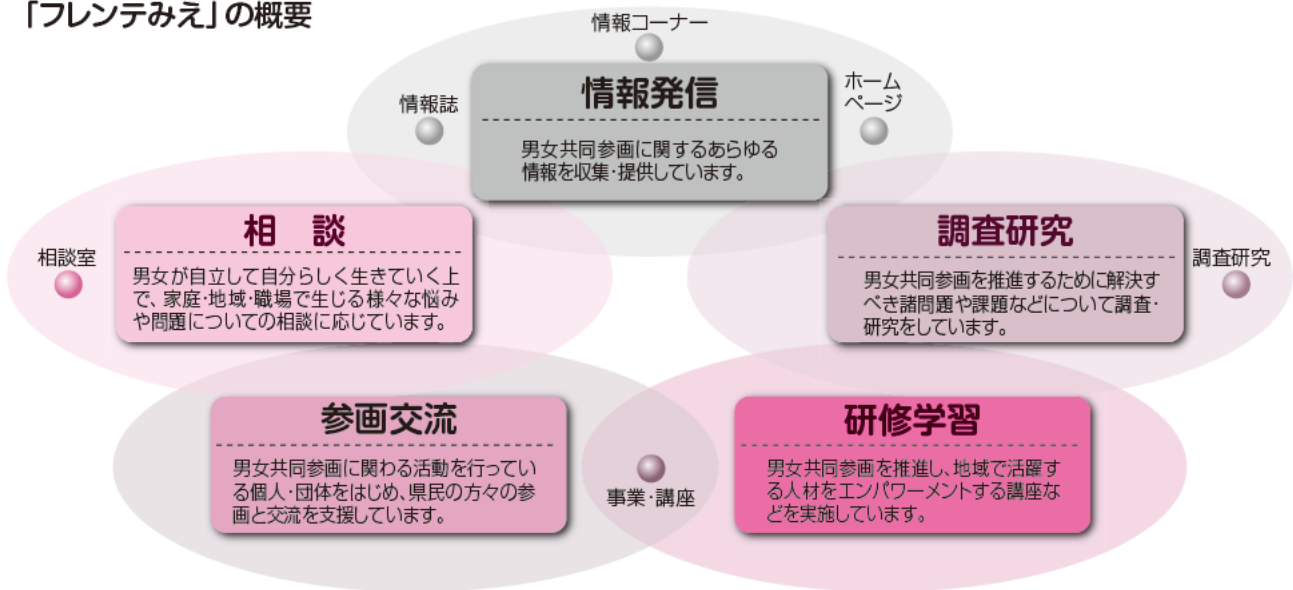 「フレンテみえ」の概要
情報コーナー
情報誌
ホーム
ページ
情報発信
男女共同参画に関するあらゆる
情報を収集・提供しています。
相談室
相　談
男女が自立して自分らしく生きていく上
で、家庭・地域・職場で生じる様々な悩み
や問題についての相談に応じています。
調査研究
男女共同参画を推進するために解決す
べき諸問題や課題などについて調査・
研究をしています。
調査研究
参画交流
男女共同参画に関わる活動を行ってい
る個人・団体をはじめ、県民の方々の参
画と交流を支援しています。
事業・講座
研修学習
男女共同参画を推進し、地域で活躍す
る人材をエンパワーメントする講座な
どを実施しています。